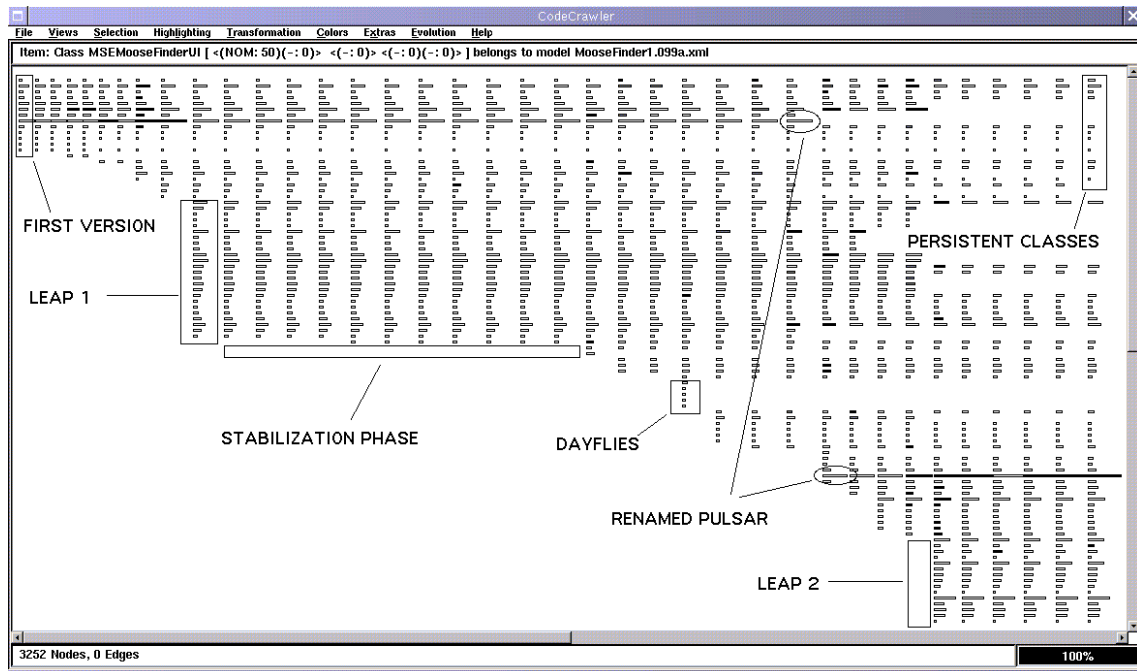 CodeCrawler
File Views Selection Highlighting Transformation Colors Extras Evolution Help
Item: Class MSEMooseFinderUI [ <(NOM: 50)(-: 0)> <(-: 0)> <(-: 0)(-: 0)> ] belongs to model MooseFinder1.099a.xml
FIRST VERSION
PERSISTENT CLASSES
LEAP 1
STABILIZATION PHASE
DAYFLIES
RENAMED PULSAR
LEAP 2
3252 Nodes, 0 Edges
100%